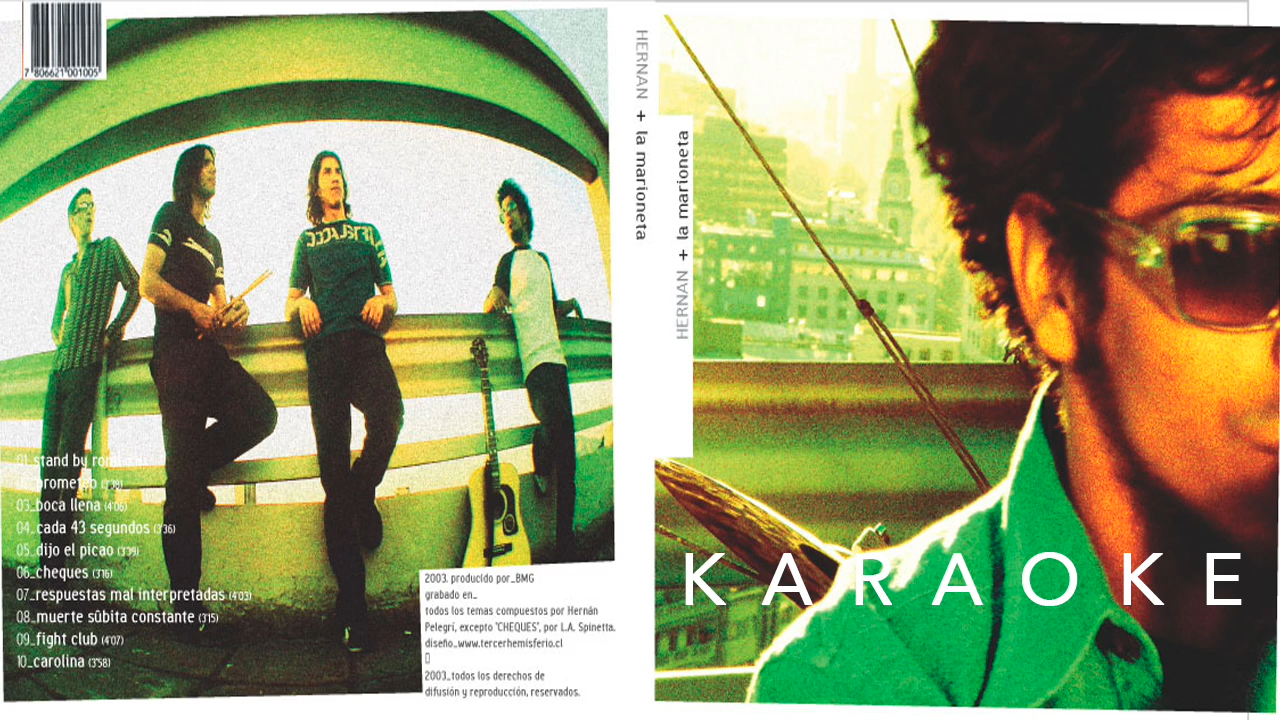 7 806621 001005
01_stand by
prometeo (3'38)
03_boca llena (4'06)
04_cada 43 segundos (3'36)
05_dijo el picao (3'39)
06_cheques (3'16)
07_respuestas mal interpretadas (4'03)
08_muerte sûbita constante (3'15)
09_fight club (4'07)
10_carolina (3'58)
2003. producido por_BMG
grabado en_
todos los temas compuestos por Hernán
Pelegri, excepto "CHEQUES", por L.A. Spinetta.
diseño_www.tercerhemisferio.cl
2003_todos los derechos de
difusión y reproducción, reservados.
HERNAN + la marioneta
HERNAN + la marioneta
KARAOKE